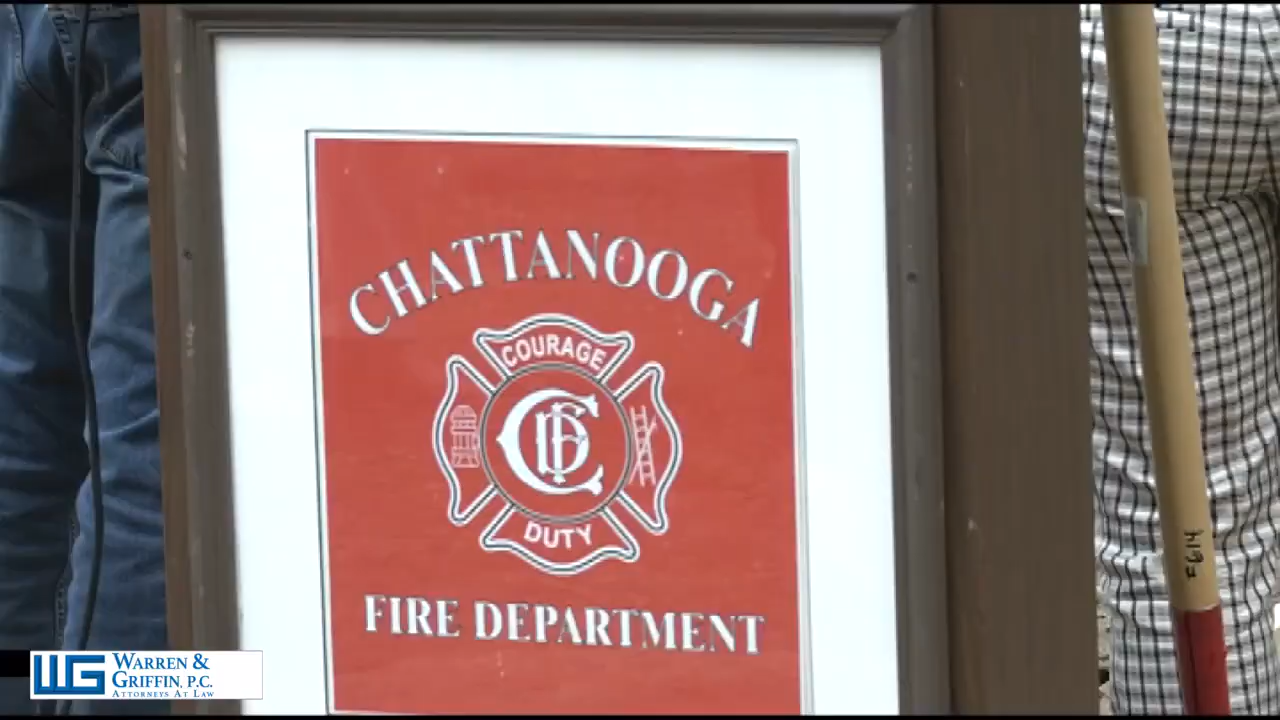 CHATTANOOGA
COURAGE
CFD
DUTY
FIRE DEPARTMENT
WG WARREN &
GRIFFIN, P.C.
ATTORNEYS AT LAW